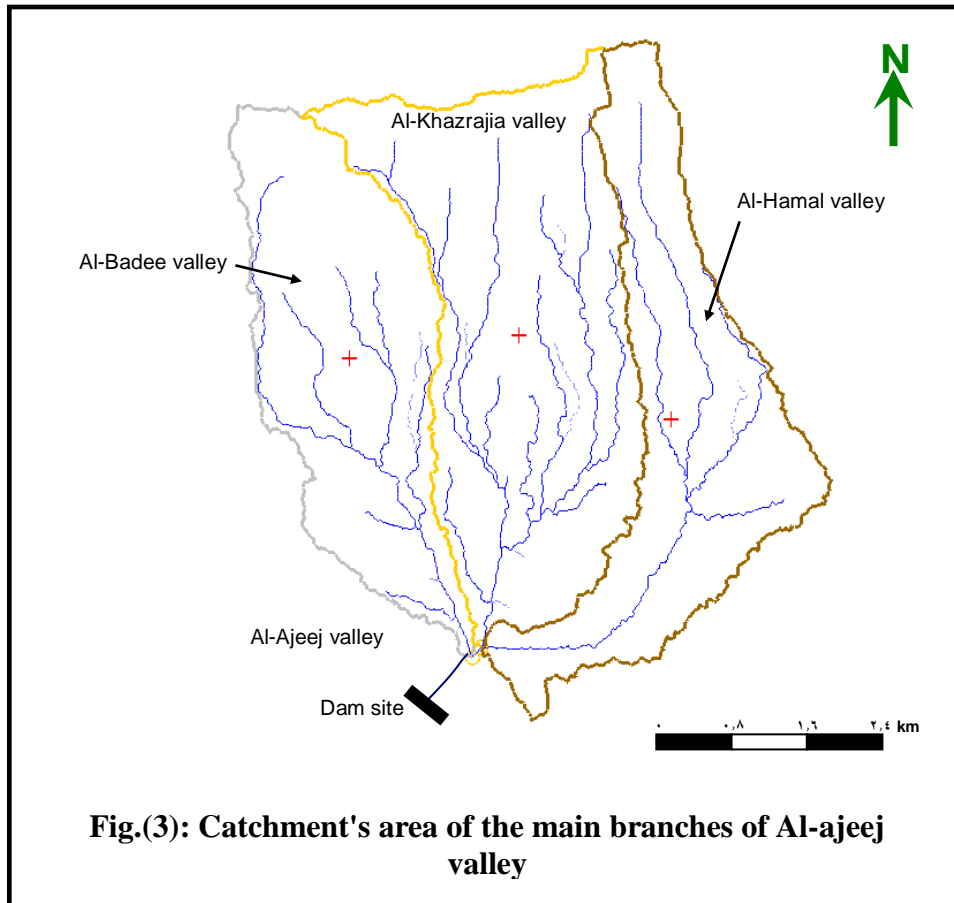 N
Al-Khazrajia valley
Al-Hamal valley
Al-Badee valley
Al-Ajeej valley
Dam site
٠ ٠,٨ ١,٦ ٢,٤ km
Fig.(3): Catchment's area of the main branches of Al-ajeej
valley